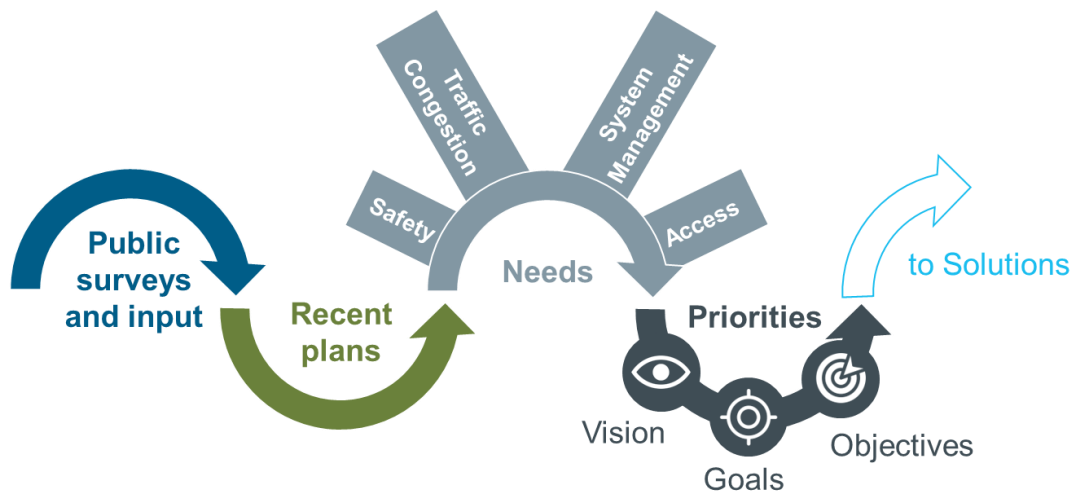 Public
surveys
and input
Recent
plans
Needs
Safety
Traffic
Congestion
System
Management
Access
Priorities
Vision
Goals
Objectives
to Solutions